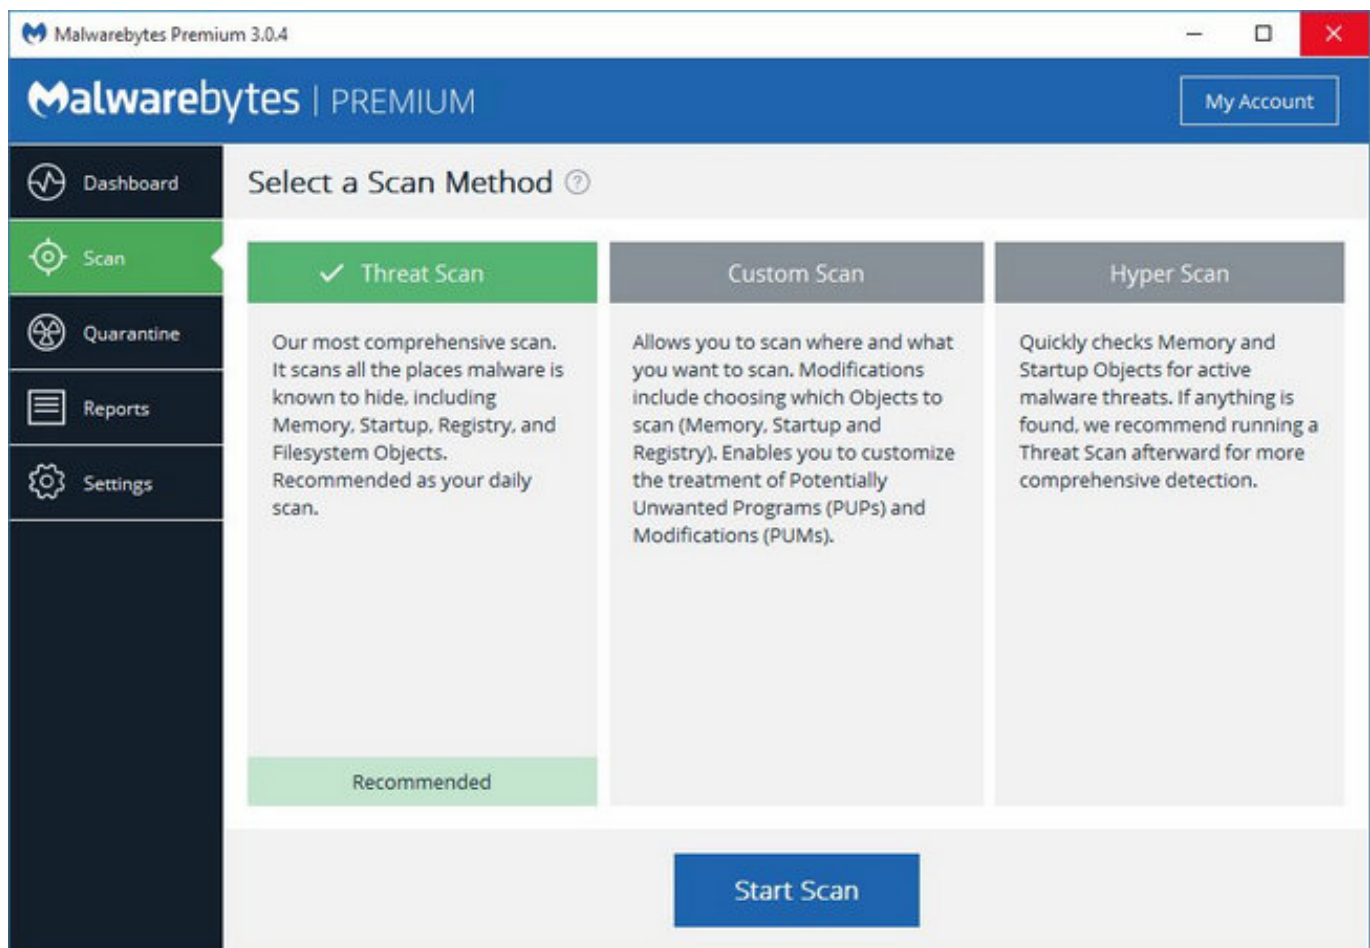 Malwarebytes Premium 3.0.4
Malwarebytes | PREMIUM
My Account
Dashboard
Scan
Quarantine
Reports
Settings
Select a Scan Method ?
Threat Scan
Our most comprehensive scan.
It scans all the places malware is
known to hide, including
Memory, Startup, Registry, and
Filesystem Objects.
Recommended as your daily
scan.
Recommended
Custom Scan
Allows you to scan where and what
you want to scan. Modifications
include choosing which Objects to
scan (Memory, Startup and
Registry). Enables you to customize
the treatment of Potentially
Unwanted Programs (PUPs) and
Modifications (PUMs).
Hyper Scan
Quickly checks Memory and
Startup Objects for active
malware threats. If anything is
found, we recommend running a
Threat Scan afterward for more
comprehensive detection.
Start Scan